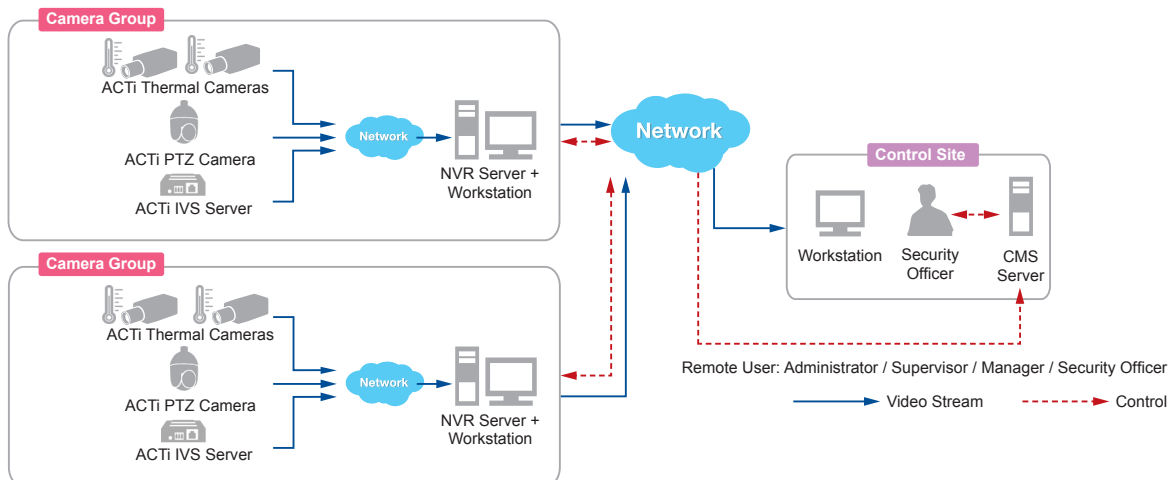 Camera Group
ACTi Thermal Cameras
ACTi PTZ Camera
ACTi IVS Server
Network
NVR Server +
Workstation
Network
Camera Group
ACTi Thermal Cameras
ACTi PTZ Camera
ACTi IVS Server
Network
NVR Server +
Workstation
Control Site
Workstation
Security
Officer
CMS
Server
Remote User: Administrator / Supervisor / Manager / Security Officer
Video Stream
Control